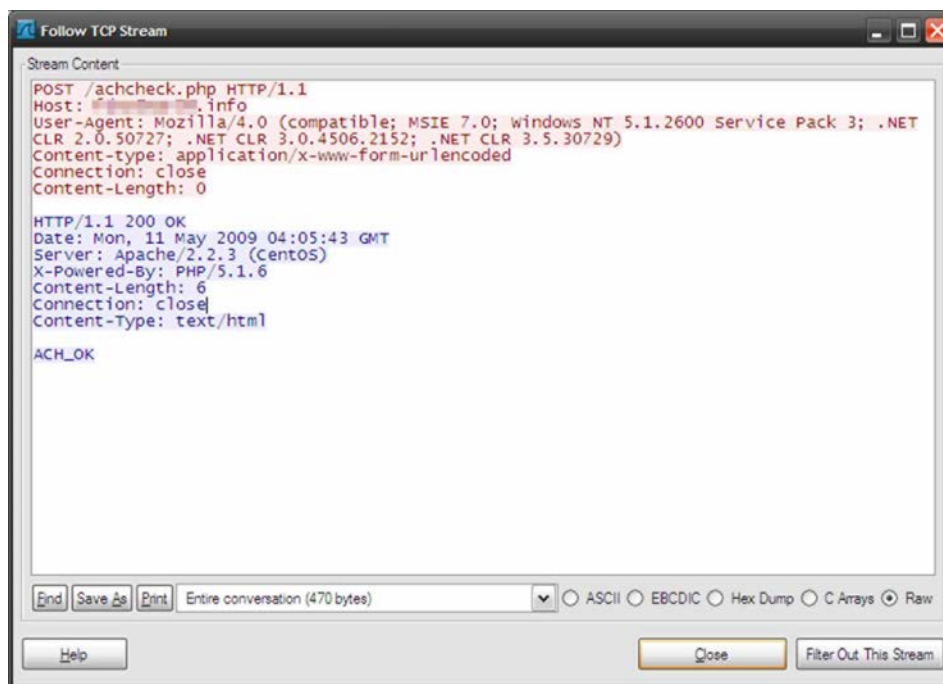 Follow TCP Stream
Stream Content
POST /achcheck.php HTTP/1.1
Host: .info
User-Agent: Mozilla/4.0 (compatible; MSIE 7.0; Windows NT 5.1.2600 Service Pack 3; .NET
CLR 2.0.50727; .NET CLR 3.0.4506.2152; .NET CLR 3.5.30729)
Content-type: application/x-www-form-urlencoded
Connection: close
Content-Length: 0
HTTP/1.1 200 OK
Date: Mon, 11 May 2009 04:05:43 GMT
Server: Apache/2.2.3 (CentOS)
X-Powered-By: PHP/5.1.6
Content-Length: 6
Connection: close
Content-Type: text/html
ACH_OK
Find Save As Print Entire conversation (470 bytes) ASCII EBCDIC Hex Dump C Arrays Raw
Help Close Filter Out This Stream